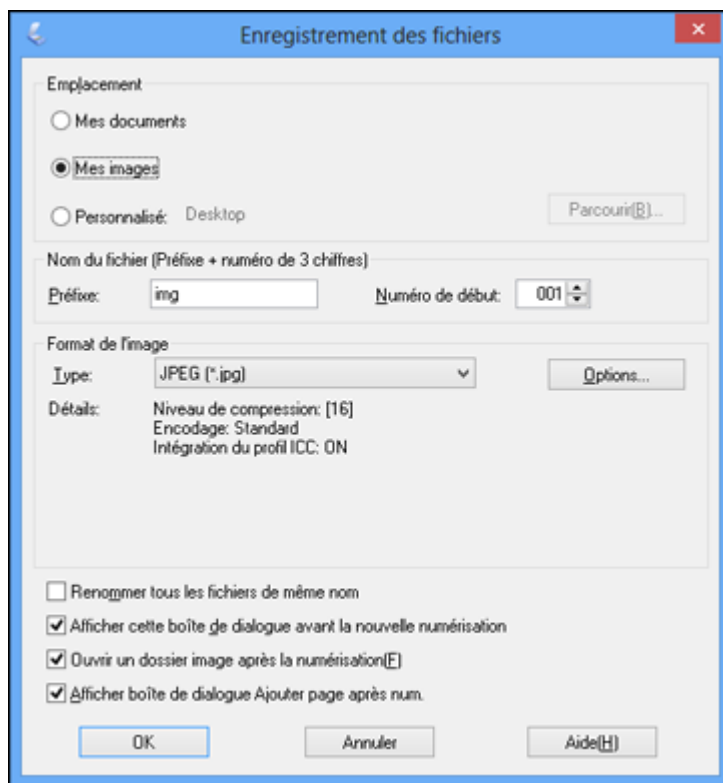 Enregistrement des fichiers
Emplacement
Mes documents
Mes images
Personnalisé: Desktop Parcourir(B)...
Nom du fichier (Préfixe + numéro de 3 chiffres)
Préfixe: img Numéro de début: 001
Format de l'image
Type: JPEG (*.jpg) Options...
Détails: Niveau de compression: [16]
Encodage: Standard
Intégration du profil ICC: ON
Renommer tous les fichiers de même nom
Afficher cette boîte de dialogue avant la nouvelle numérisation
Ouvrir un dossier image après la numérisation(F)
Afficher boîte de dialogue Ajouter page après num.
OK Annuler Aide(H)